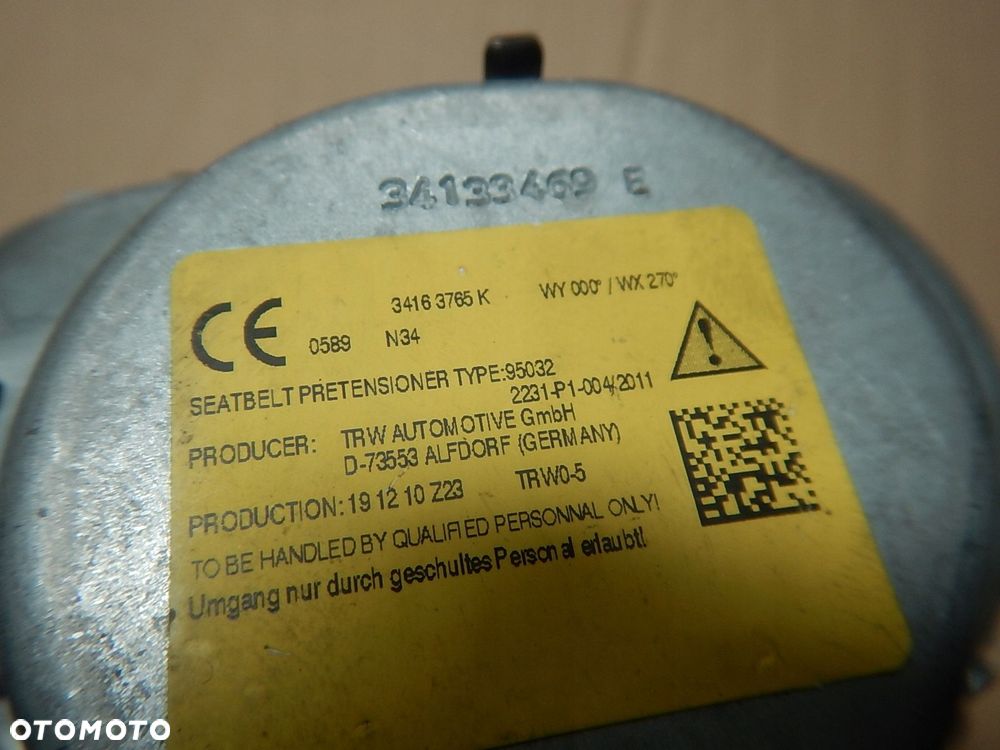 34133469 E
3416 3765 K WY 000° / WX 270°
CE 0589 N34
SEATBELT PRETENSIONER TYPE:95032
2231-P1-004/2011
PRODUCER: TRW AUTOMOTIVE GmbH
D-73553 ALFDORF (GERMANY)
PRODUCTION: 19 12 10 Z23 TRW0-5
TO BE HANDLED BY QUALIFIED PERSONNAL ONLY!
Umgang nur durch geschultes Personal erlaubt!
OTOMOTO